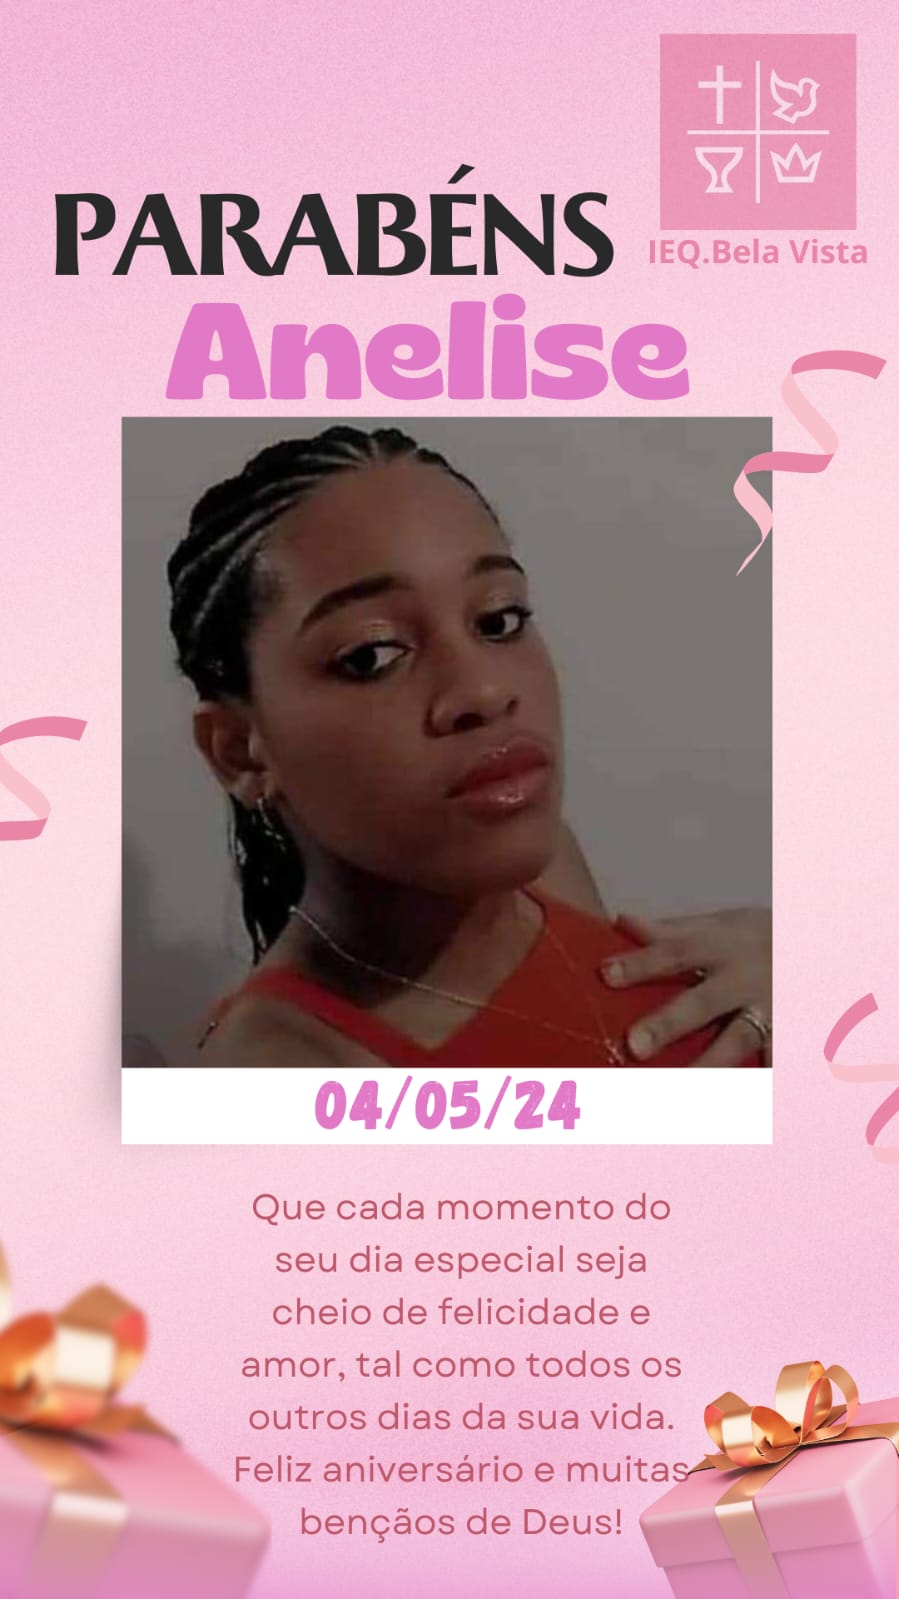 PARABÉNS
IEQ.Bela Vista
Anelise
04/05/24
Que cada momento do
seu dia especial seja
cheio de felicidade e
amor, tal como todos os
outros dias da sua vida.
Feliz aniversário e muitas
bençãos de Deus!